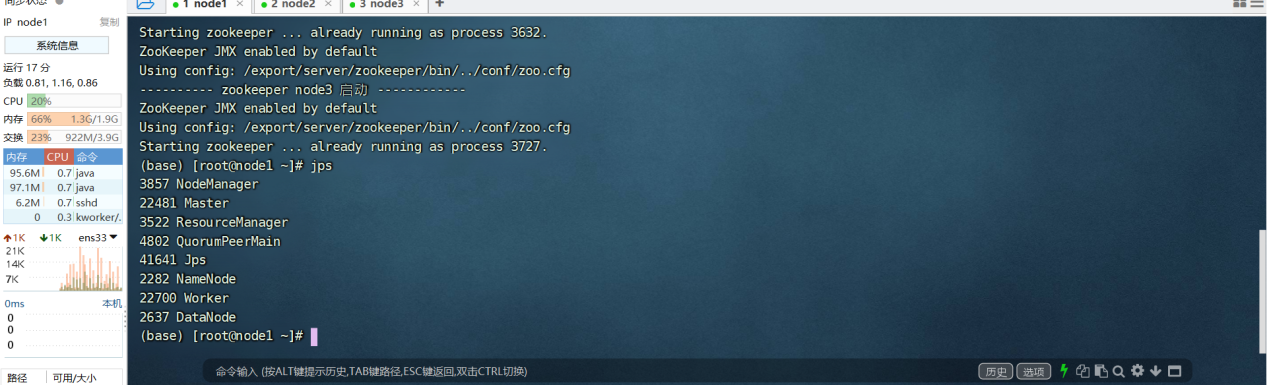 同步状态
IP node1 复制
系统信息
运行 17 分
负载 0.81, 1.16, 0.86
CPU 20%
内存 66% 1.3G/1.9G
交换 23% 922M/3.9G
内存 CPU 命令
95.6M 0.7 java
97.1M 0.7 java
6.2M 0.7 sshd
0 0.3 kworker/.
1K 1K ens33
21K
14K
7K
0ms 本机
0
0
0
路径 可用/大小
1 node1 × 2 node2 × 3 node3 × +
Starting zookeeper ... already running as process 3632.
ZooKeeper JMX enabled by default
Using config: /export/server/zookeeper/bin/../conf/zoo.cfg
---------- zookeeper node3 启动 ------------
ZooKeeper JMX enabled by default
Using config: /export/server/zookeeper/bin/../conf/zoo.cfg
Starting zookeeper ... already running as process 3727.
(base) [root@node1 ~]# jps
3857 NodeManager
22481 Master
3522 ResourceManager
4802 QuorumPeerMain
41641 Jps
2282 NameNode
22700 Worker
2637 DataNode
(base) [root@node1 ~]#
命令输入 (按ALT键提示历史,TAB键路径,ESC键返回,双击CTRL切换) 历史 选项